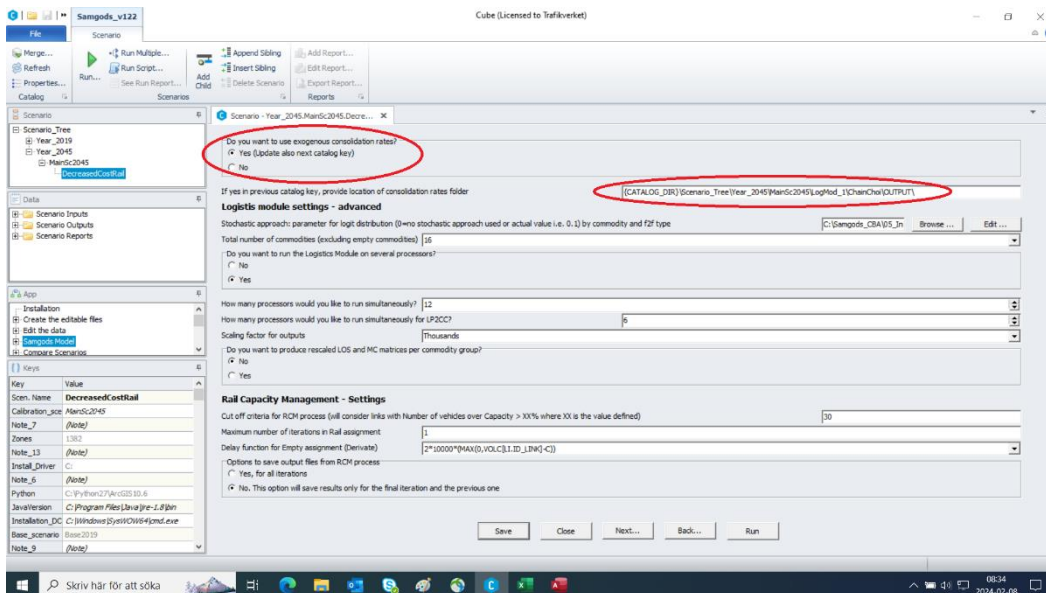 Samgods_v122
Cube (Licensed to Trafikverket)
File
Scenario
Merge...
Refresh
Properties...
Catalog
Run...
Run Multiple...
Run Script...
See Run Report...
Scenarios
Add Child
Append Sibling
Insert Sibling
Delete Scenario
Add Report...
Edit Report...
Export Report...
Reports
Scenario
Scenario_Tree
Year_2019
Year_2045
MainSc2045
DecreasedCostRail
Data
Scenario Inputs
Scenario Outputs
Scenario Reports
App
Installation
Create the editable files
Edit the data
Samgods Model
Compare Scenarios
Keys
Key Value
Scen. Name DecreasedCostRail
Calibration_sce MainSc2045
Note_7 (Note)
Zones 1382
Note_13 (Note)
Install_Driver C:
Note_6 (Note)
Python C:\Python27\ArcGIS10.6
JavaVersion C:\Program Files\Java\jre-1.8\bin
Installation_DC C:\Windows\SysWOW64\cmd.exe
Base_scenario Base2019
Note_9 (Note)
Scenario - Year_2045.MainSc2045.Decre...
Do you want to use exogenous consolidation rates?
Yes (Update also next catalog key)
No
If yes in previous catalog key, provide location of consolidation rates folder {CATALOG_DIR}\Scenario_Tree\Year_2045\MainSc2045\LogMod_1\ChainChoi\OUTPUT\
Logistis module settings - advanced
Stochastic approach: parameter for logit distribution (0=no stochastic approach used or actual value i.e. 0.1) by commodity and f2f type C:\Samgods_CBA\05_In Browse ... Edit ...
Total number of commodities (excluding empty commodities) 16
Do you want to run the Logistics Module on several processors?
No
Yes
How many processors would you like to run simultaneously? 12
How many processors would you like to run simultaneously for LP2CC? 6
Scaling factor for outputs Thousands
Do you want to produce rescaled LOS and MC matrices per commodity group?
No
Yes
Rail Capacity Management - Settings
Cut off criteria for RCM process (will consider links with Number of vehicles over Capacity > XX% where XX is the value defined) 30
Maximum number of iterations in Rail assignment 1
Delay function for Empty assignment (Derivate) 2*10000*(MAX(0,VOLC[LI.ID_LINK]-C))
Options to save output files from RCM process
Yes, for all iterations
No. This option will save results only for the final iteration and the previous one
Save Close Next... Back... Run
Skriv här för att söka
08:34
2024-02-08